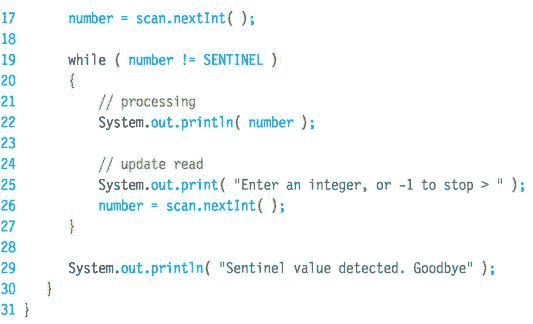 17 number = scan.nextInt( );
18
19 while ( number != SENTINEL )
20 {
21 // processing
22 System.out.println( number );
23
24 // update read
25 System.out.print( "Enter an integer, or -1 to stop > " );
26 number = scan.nextInt( );
27 }
28
29 System.out.println( "Sentinel value detected. Goodbye" );
30 }
31 }